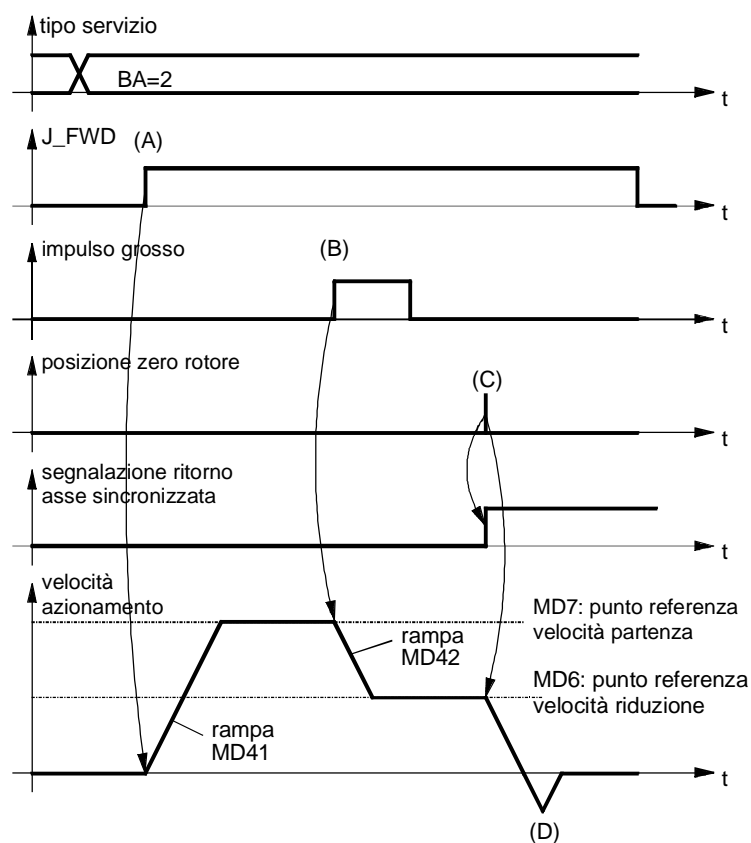 tipo servizio
BA=2
t
J_FWD
(A)
t
impulso grosso
(B)
t
posizione zero rotore
(C)
t
segnalazione ritorno
asse sincronizzata
t
velocità
azionamento
MD7: punto referenza
velocità partenza
rampa
MD42
MD6: punto referenza
velocità riduzione
rampa
MD41
t
(D)